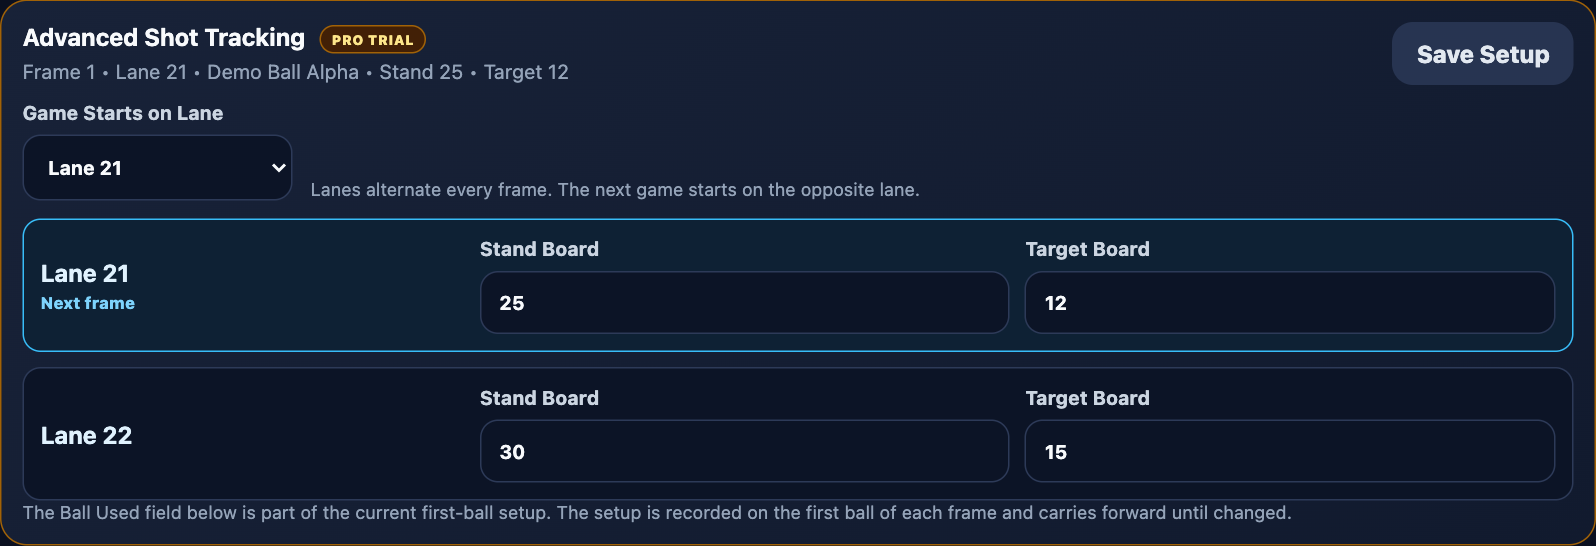 Advanced Shot Tracking PRO TRIAL
Save Setup
Frame 1 • Lane 21 • Demo Ball Alpha • Stand 25 • Target 12
Game Starts on Lane
Lane 21
Lanes alternate every frame. The next game starts on the opposite lane.
Lane 21
Next frame
Stand Board
25
Target Board
12
Lane 22
Stand Board
30
Target Board
15
The Ball Used field below is part of the current first-ball setup. The setup is recorded on the first ball of each frame and carries forward until changed.